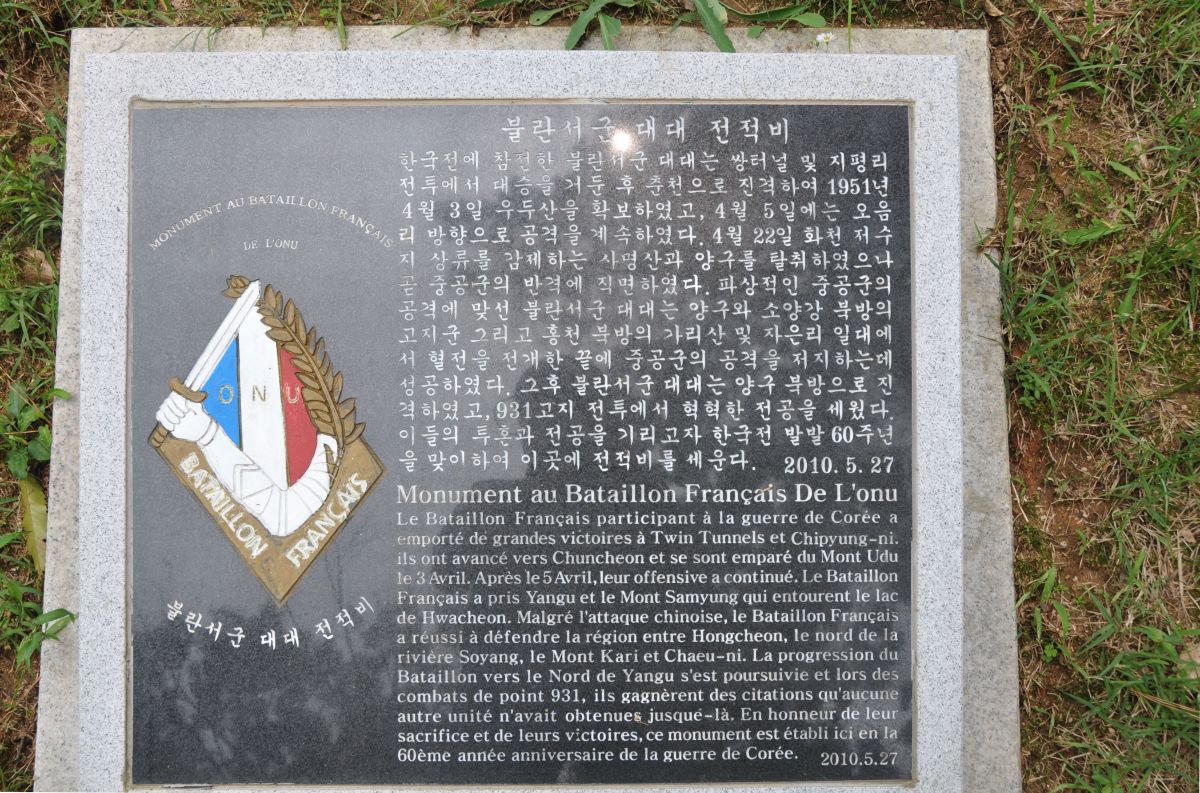 MONUMENT AU BATAILLON FRANÇAIS
DE L'ONU
O N U
BATAILLON
FRANÇAIS
불란서군 대대 전적비
불란서군 대대 전적비
한국전에 참전한 불란서군 대대는 쌍터널 및 지평리
전투에서 대승을 거둔 후 춘천으로 진격하여 1951년
4월 3일 우두산을 확보하였고, 4월 5일에는 오음
리 방향으로 공격을 계속하였다. 4월 22일 화천 저수
지 상류를 감제하는 사명산과 양구를 탈취하였으나
곧 중공군의 반격에 직면하였다. 파상적인 중공군의
공격에 맞선 불란서군 대대는 양구와 소양강 북방의
고지군 그리고 홍천 북방의 가리산 및 자은리 일대에
서 혈전을 전개한 끝에 중공군의 공격을 저지하는데
성공하였다. 그후 불란서군 대대는 양구 북방으로 진
격하였고, 931고지 전투에서 혁혁한 전공을 세웠다.
이들의 투혼과 전공을 기리고자 한국전 발발 60주년
을 맞이하여 이곳에 전적비를 세운다. 2010. 5. 27
Monument au Bataillon Français De L'onu
Le Bataillon Français participant à la guerre de Corée a
emporté de grandes victoires à Twin Tunnels et Chipyung-ni.
ils ont avancé vers Chuncheon et se sont emparé du Mont Udu
le 3 Avril. Après le 5 Avril, leur offensive a continué. Le Bataillon
Français a pris Yangu et le Mont Samyung qui entourent le lac
de Hwacheon. Malgré l'attaque chinoise, le Bataillon Français
a réussi à défendre la région entre Hongcheon, le nord de la
rivière Soyang, le Mont Kari et Chaeu-ni. La progression du
Bataillon vers le Nord de Yangu s'est poursuivie et lors des
combats de point 931, ils gagnèrent des citations qu'aucune
autre unité n'avait obtenues jusque-là. En honneur de leur
sacrifice et de leurs victoires, ce monument est établi ici en la
60ème année anniversaire de la guerre de Corée. 2010.5.27